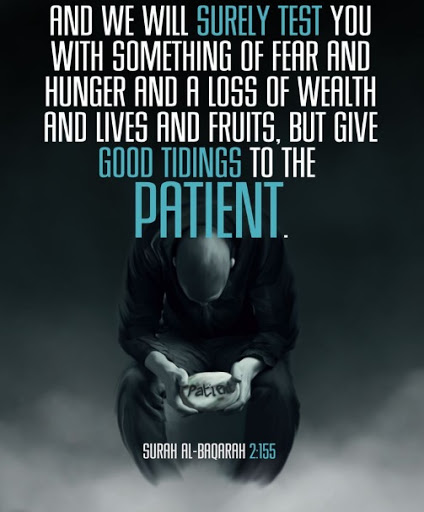 AND WE WILL SURELY TEST YOU
WITH SOMETHING OF FEAR AND
HUNGER AND A LOSS OF WEALTH
AND LIVES AND FRUITS, BUT GIVE
GOOD TIDINGS TO THE
PATIENT.
SURAH AL-BAQARAH 2:155